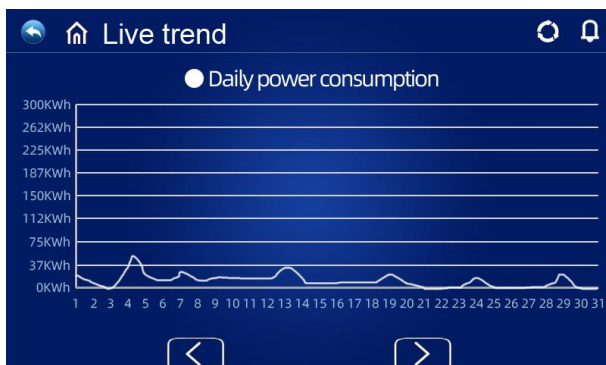 Live trend
Daily power consumption
300KWh
262KWh
225KWh
187KWh
150KWh
112KWh
75KWh
37KWh
0KWh
1 2 3 4 5 6 7 8 9 10 11 12 13 14 15 16 17 18 19 20 21 22 23 24 25 26 27 28 29 30 31